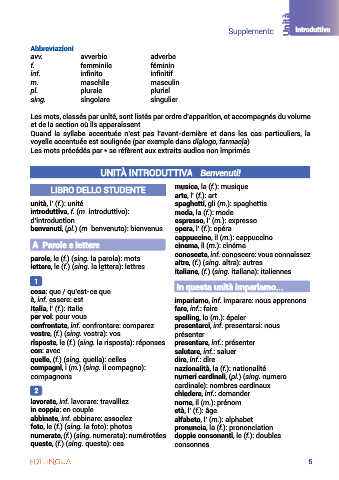 Supplemento
Unità
Introduttiva
Abbreviazioni
avv. avverbio adverbe
f. femminile féminin
inf. infinito infinitif
m. maschile masculin
pl. plurale pluriel
sing. singolare singulier
Les mots, classés par unité, sont listés par ordre d'apparition, et accompagnés du volume
et de la section où ils apparaissent
Quand la syllabe accentuée n'est pas l'avant-dernière et dans les cas particuliers, la
voyelle accentuée est soulignée (par exemple dans dialogo, farmacia)
Les mots précédés par • se réfèrent aux extraits audios non imprimés
UNITÀ INTRODUTTIVA Benvenuti!
LIBRO DELLO STUDENTE
unità, l' (f.): unité
introduttiva, f. (m introduttivo):
d'introduction
benvenuti, (pl.) (m benvenuto): bienvenus
A Parole e lettere
parole, le (f.) (sing. la parola): mots
lettere, le (f.) (sing. la lettera): lettres
1
cosa: que / qu'est-ce que
è, inf. essere: est
Italia, l' (f.): Italie
per voi: pour vous
confrontate, inf. confrontare: comparez
vostre, (f.) (sing. vostra): vos
risposte, le (f.) (sing. la risposta): réponses
con: avec
quelle, (f.) (sing. quella): celles
compagni, i (m.) (sing. il compagno):
compagnons
2
lavorate, inf. lavorare: travaillez
in coppia: en couple
abbinate, inf. abbinare: associez
foto, le (f.) (sing. la foto): photos
numerate, (f.) (sing. numerata): numérotées
queste, (f.) (sing. questa): ces
musica, la (f.): musique
arte, l' (f.): art
spaghetti, gli (m.): spaghettis
moda, la (f.): mode
espresso, l' (m.): expresso
opera, l' (f.): opéra
cappuccino, il (m.): cappuccino
cinema, il (m.): cinéma
conoscete, inf. conoscere: vous connaissez
altre, (f.) (sing. altra): autres
italiane, (f.) (sing. italiana): italiennes
In questa unità impariamo...
impariamo, inf. imparare: nous apprenons
fare, inf.: faire
spelling, lo (m.): épeler
presentarci, inf. presentarsi: nous
présenter
presentare, inf.: présenter
salutare, inf.: saluer
dire, inf.: dire
nazionalità, la (f.): nationalité
numeri cardinali, (pl.) (sing. numero
cardinale): nombres cardinaux
chiedere, inf.: demander
nome, il (m.): prénom
età, l' (f.): âge
alfabeto, l' (m.): alphabet
pronuncia, la (f.): prononciation
doppie consonanti, le (f.): doubles
consonnes
5